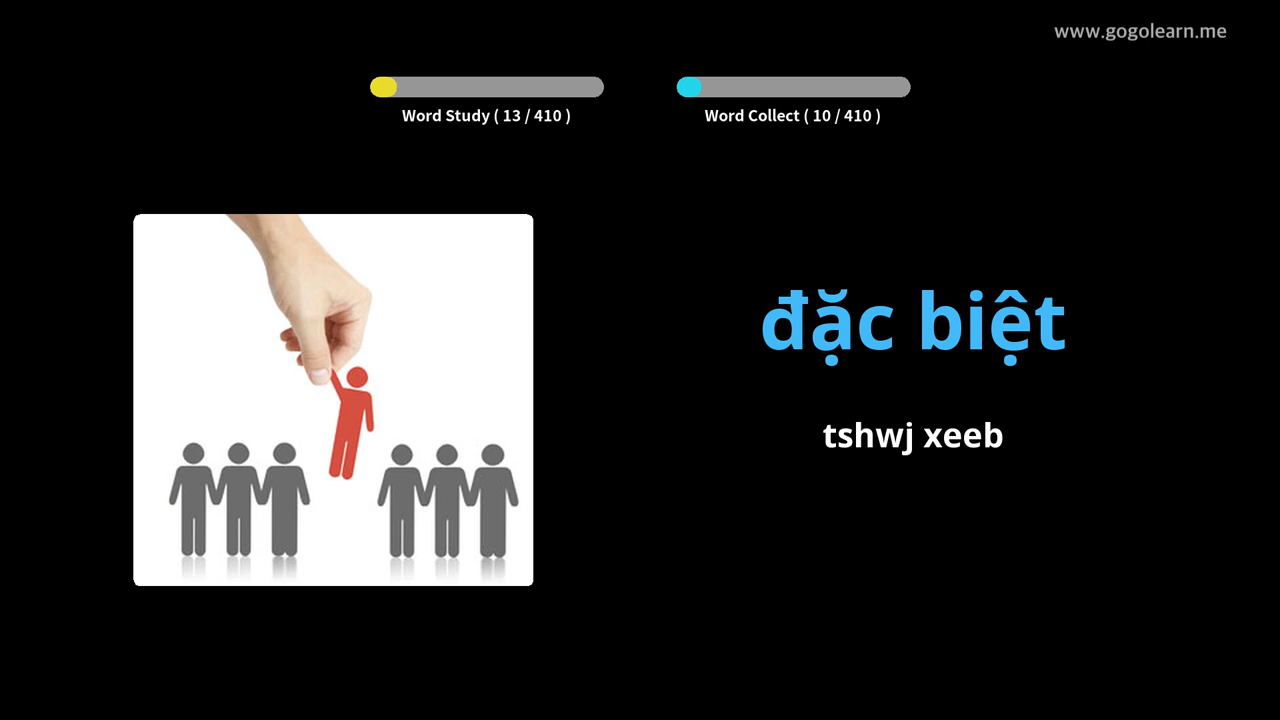 www.gogolearn.me
Word Study ( 13 / 410 )
Word Collect ( 10 / 410 )
đặc biệt
tshwj xeeb